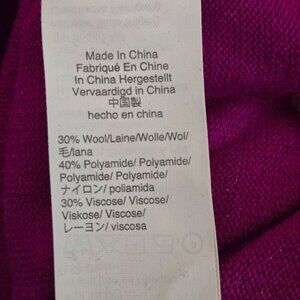 Made In China
Fabriqué En Chine
In China Hergestellt
Vervaardigd in China
中国製
hecho en china
30% Wool/Laine/Wolle/Wol/
毛/lana
40% Polyamide/ Polyamide/
Polyamide/ Polyamide/
ナイロン/ poliamida
30% Viscose/ Viscose/
Viskose/ Viscose/
レーヨン/ viscosa